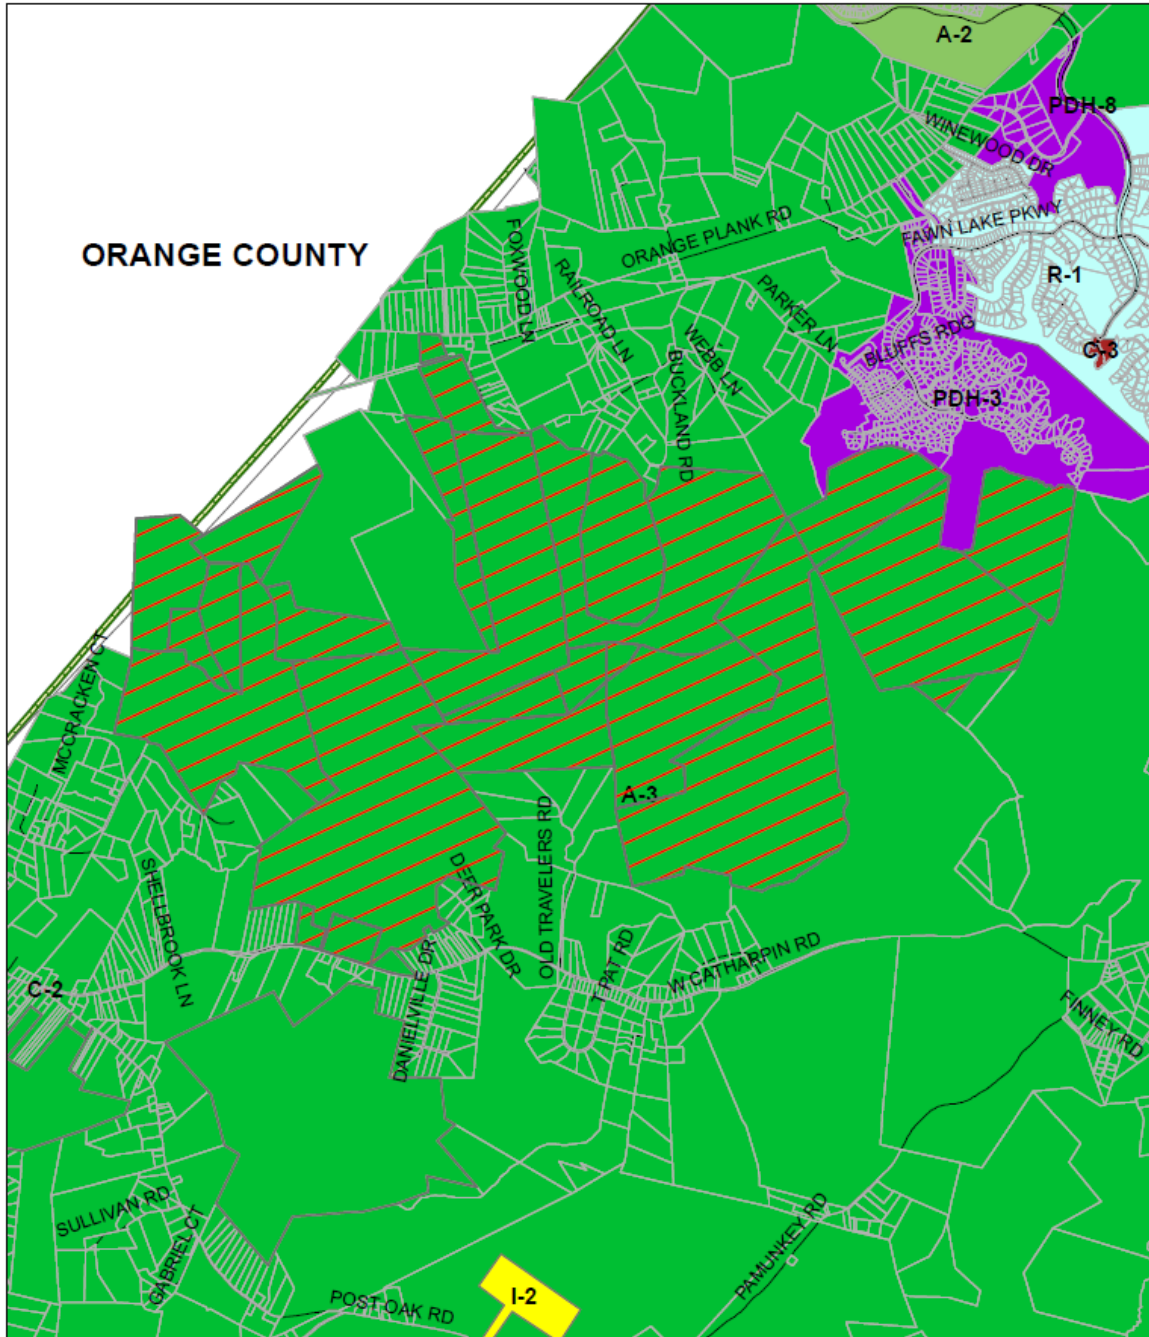 A-2
PDH-8
WINEWOOD DR
FAWN LAKE PKWY
ORANGE COUNTY
ORANGE PLANK RD
FOXWOOD LN
RAILROAD LN
R-1
PARKER LN
WEBB LN
BUCKLAND RD
BLUFFS RDG
C-3
PDH-3
MCCRACKEN CT
A-3
OLD TRAVELERS RD
DEER PARK DR
SHELLBROOK LN
T PAT RD
W CATHARPIN RD
DANIELVILLE DR
C-2
FINNEY RD
SULLIVAN RD
GABRIEL CT
PAMUNKEY RD
POST OAK RD
I-2